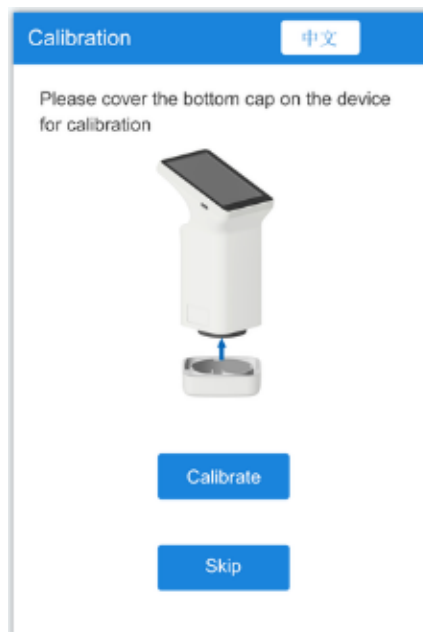 Calibration
中文
Please cover the bottom cap on the device
for calibration
Calibrate
Skip